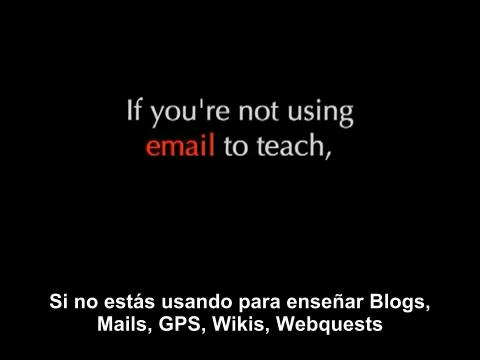 If you're not using
email to teach,
Si no estás usando para enseñar Blogs,
Mails, GPS, Wikis, Webquests